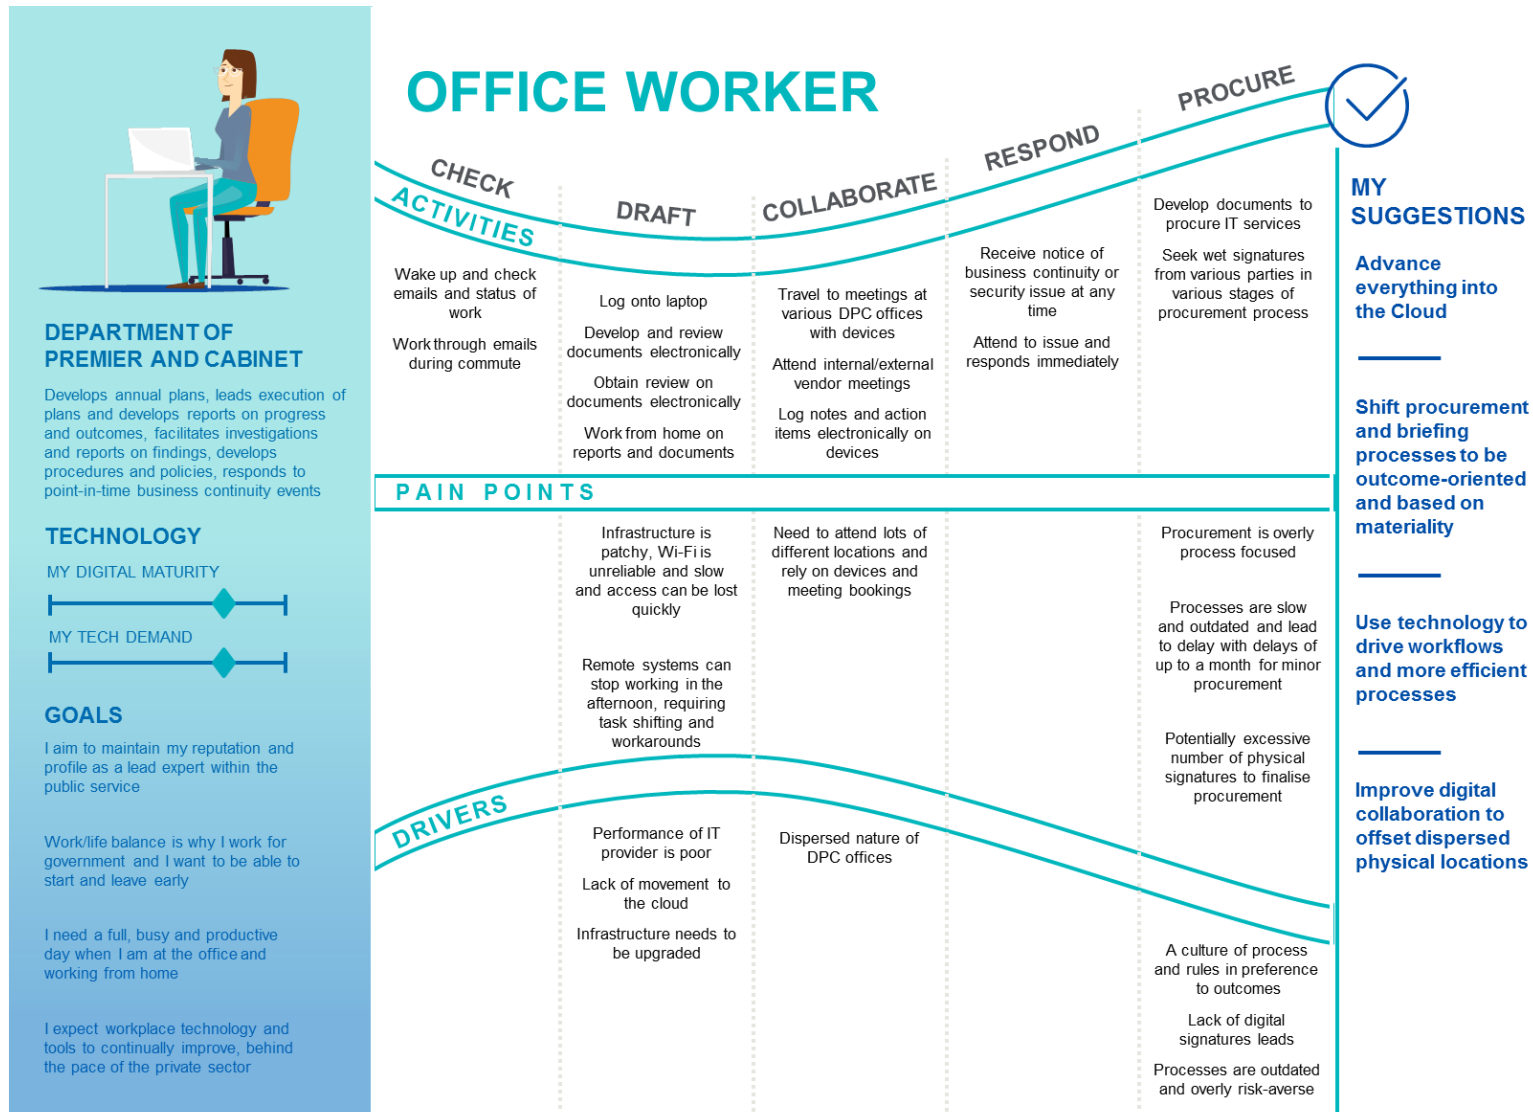 OFFICE WORKER
DEPARTMENT OF
PREMIER AND CABINET
Develops annual plans, leads execution of
plans and develops reports on progress
and outcomes, facilitates investigations
and reports on findings, develops
procedures and policies, responds to
point-in-time business continuity events
TECHNOLOGY
MY DIGITAL MATURITY
MY TECH DEMAND
GOALS
I aim to maintain my reputation and
profile as a lead expert within the
public service
Work/life balance is why I work for
government and I want to be able to
start and leave early
I need a full, busy and productive
day when I am at the office and
working from home
I expect workplace technology and
tools to continually improve, behind
the pace of the private sector
ACTIVITIES
CHECK
Wake up and check
emails and status of
work
Work through emails
during commute
DRAFT
Log onto laptop
Develop and review
documents electronically
Obtain review on
documents electronically
Work from home on
reports and documents
COLLABORATE
Travel to meetings at
various DPC offices
with devices
Attend internal/external
vendor meetings
Log notes and action
items electronically on
devices
RESPOND
Receive notice of
business continuity or
security issue at any
time
Attend to issue and
responds immediately
PROCURE
Develop documents to
procure IT services
Seek wet signatures
from various parties in
various stages of
procurement process
PAIN POINTS
Infrastructure is
patchy, Wi-Fi is
unreliable and slow
and access can be lost
quickly
Remote systems can
stop working in the
afternoon, requiring
task shifting and
workarounds
Need to attend lots of
different locations and
rely on devices and
meeting bookings
Procurement is overly
process focused
Processes are slow
and outdated and lead
to delay with delays of
up to a month for minor
procurement
Potentially excessive
number of physical
signatures to finalise
procurement
DRIVERS
Performance of IT
provider is poor
Lack of movement to
the cloud
Infrastructure needs to
be upgraded
Dispersed nature of
DPC offices
A culture of process
and rules in preference
to outcomes
Lack of digital
signatures leads
Processes are outdated
and overly risk-averse
MY
SUGGESTIONS
Advance
everything into
the Cloud
Shift procurement
and briefing
processes to be
outcome-oriented
and based on
materiality
Use technology to
drive workflows
and more efficient
processes
Improve digital
collaboration to
offset dispersed
physical locations